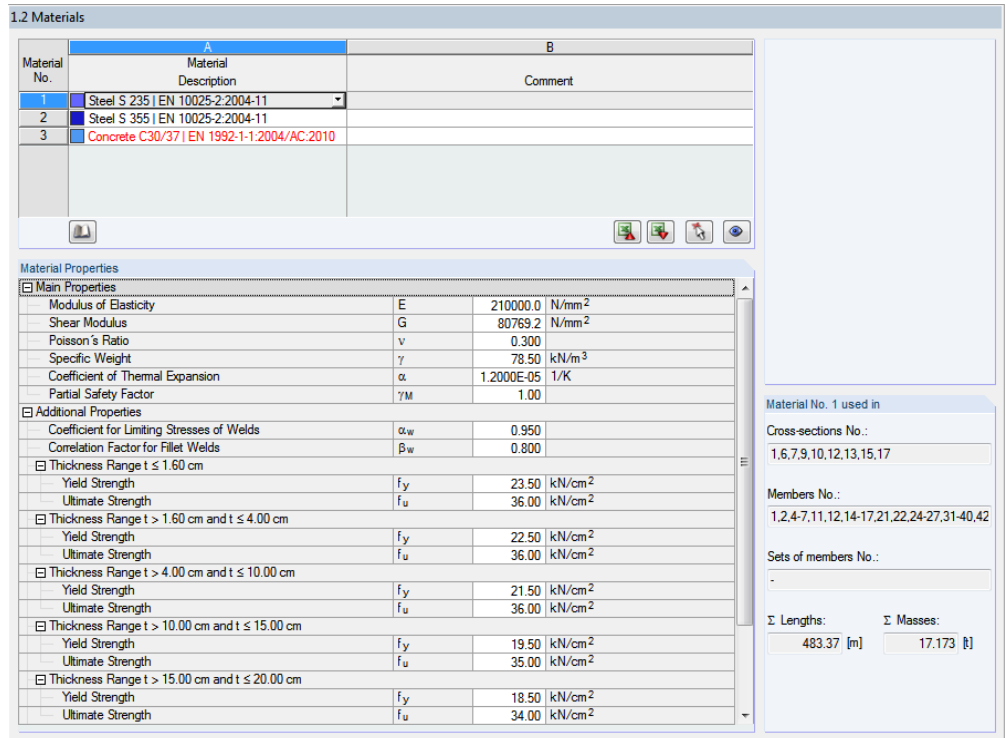 1.2 Materials
A B
Material No. Material Description Comment
1 Steel S 235 | EN 10025-2:2004-11
2 Steel S 355 | EN 10025-2:2004-11
3 Concrete C30/37 | EN 1992-1-1:2004/AC:2010
Material Properties
Main Properties
Modulus of Elasticity E 210000.0 N/mm2
Shear Modulus G 80769.2 N/mm2
Poisson´s Ratio ν 0.300
Specific Weight γ 78.50 kN/m3
Coefficient of Thermal Expansion α 1.2000E-05 1/K
Partial Safety Factor γM 1.00
Additional Properties
Coefficient for Limiting Stresses of Welds αw 0.950
Correlation Factor for Fillet Welds βw 0.800
Thickness Range t ≤ 1.60 cm
Yield Strength fy 23.50 kN/cm2
Ultimate Strength fu 36.00 kN/cm2
Thickness Range t > 1.60 cm and t ≤ 4.00 cm
Yield Strength fy 22.50 kN/cm2
Ultimate Strength fu 36.00 kN/cm2
Thickness Range t > 4.00 cm and t ≤ 10.00 cm
Yield Strength fy 21.50 kN/cm2
Ultimate Strength fu 36.00 kN/cm2
Thickness Range t > 10.00 cm and t ≤ 15.00 cm
Yield Strength fy 19.50 kN/cm2
Ultimate Strength fu 35.00 kN/cm2
Thickness Range t > 15.00 cm and t ≤ 20.00 cm
Yield Strength fy 18.50 kN/cm2
Ultimate Strength fu 34.00 kN/cm2
Material No. 1 used in
Cross-sections No.:
1,6,7,9,10,12,13,15,17
Members No.:
1,2,4-7,11,12,14-17,21,22,24-27,31-40,42
Sets of members No.:
-
Σ Lengths: Σ Masses:
483.37 [m] 17.173 [t]